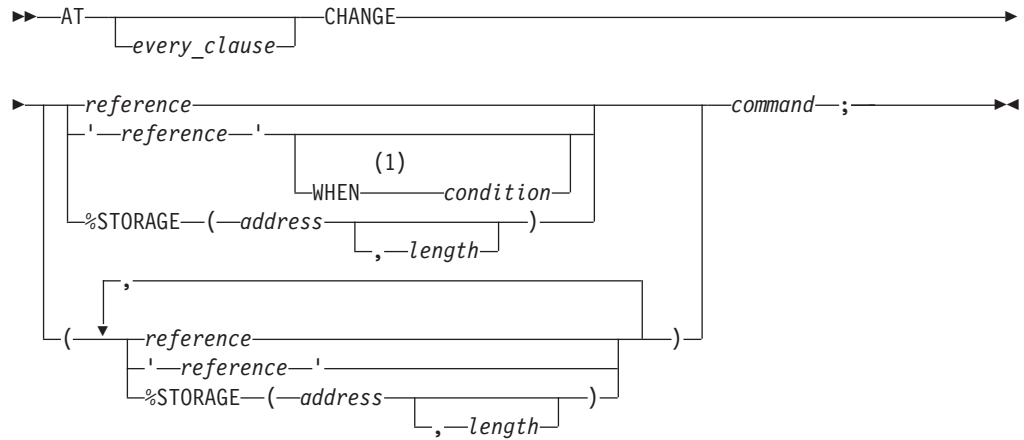 AT CHANGE
every_clause
reference command ;
' reference '
(1)
WHEN condition
%STORAGE ( address )
, length
,
( reference )
' reference '
%STORAGE ( address )
, length